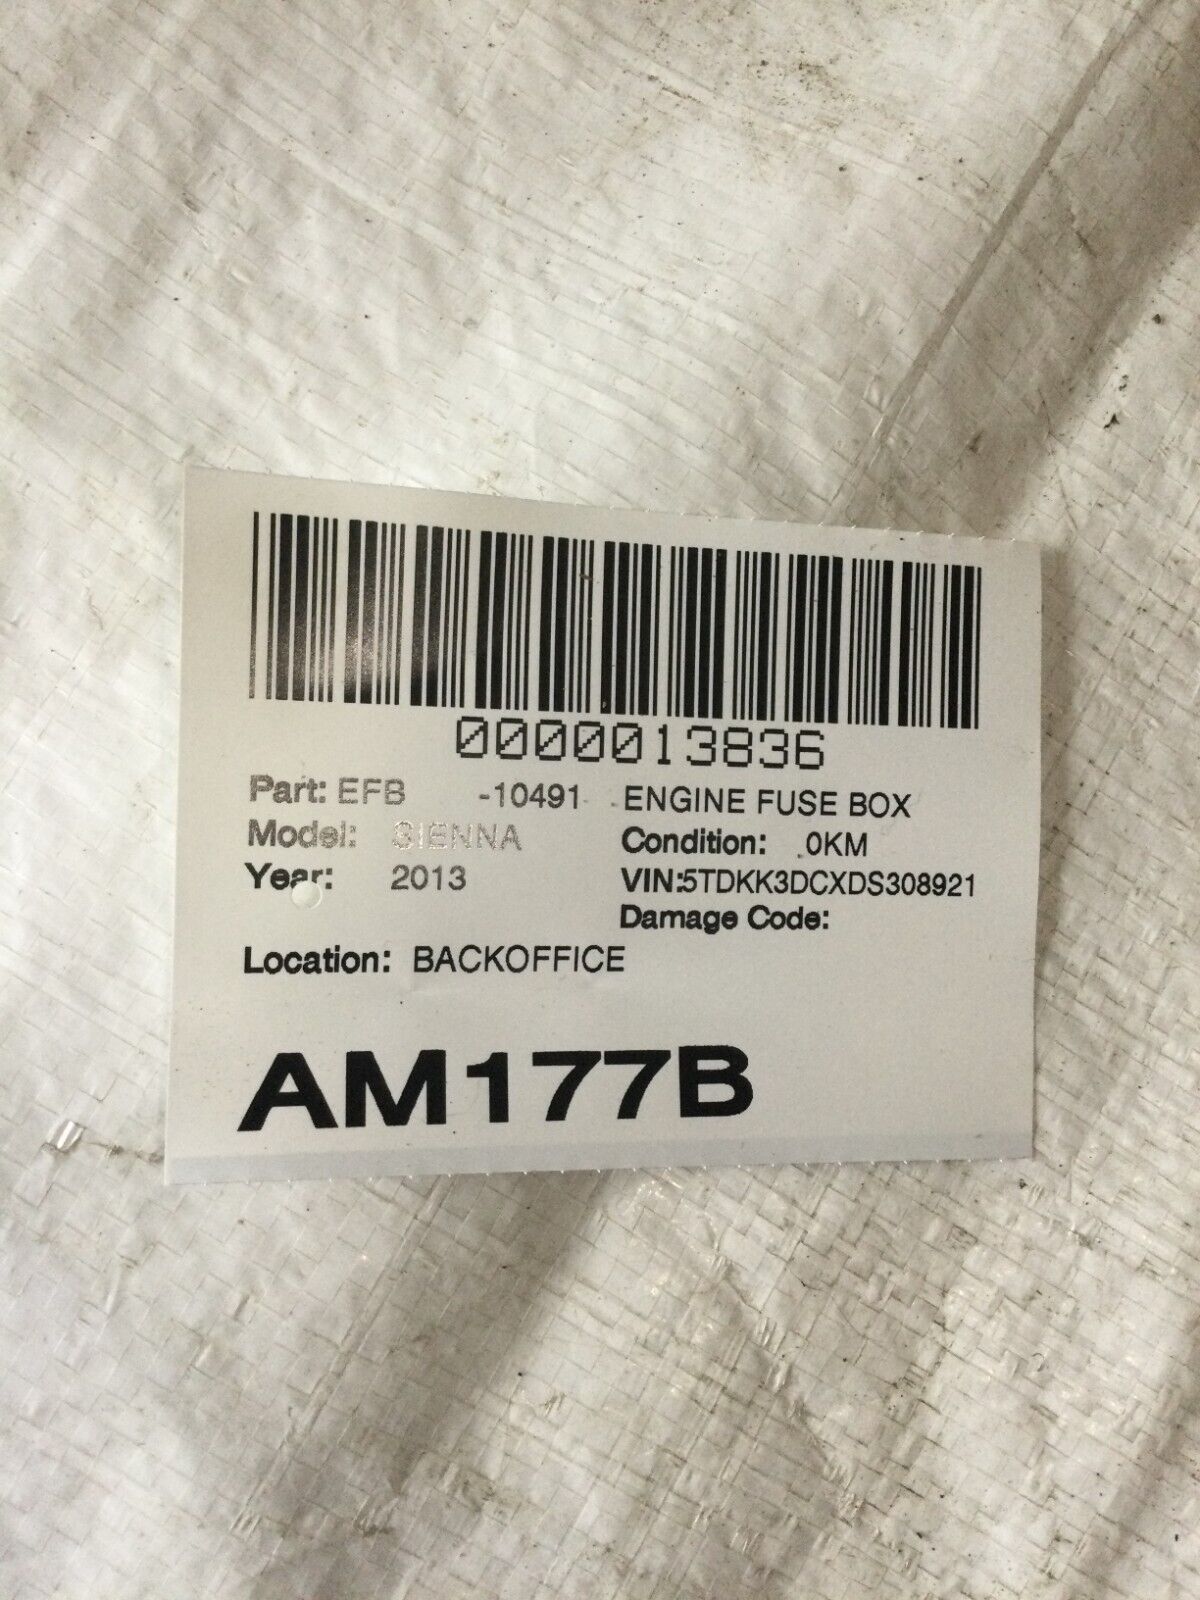 0000013836
Part: EFB -10491 ENGINE FUSE BOX
Model: SIENNA Condition: .0KM
Year: 2013 VIN:5TDKK3DCXDS308921
Damage Code:
Location: BACKOFFICE
AM177B